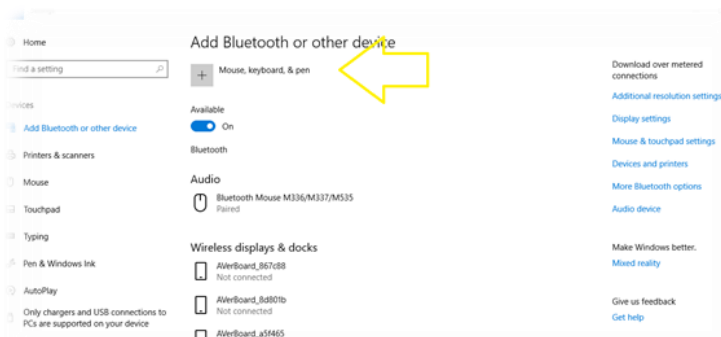 Home
Find a setting
Devices
Add Bluetooth or other device
Printers & scanners
Mouse
Touchpad
Typing
Pen & Windows Ink
AutoPlay
Only chargers and USB connections to
PCs are supported on your device
Add Bluetooth or other device
Mouse, keyboard, & pen
Available
On
Bluetooth
Audio
Bluetooth Mouse M336/M337/M535
Paired
Wireless displays & docks
AVerBoard_867c88
Not connected
AVerBoard_8d801b
Not connected
AVerBoard_a5f465
Download over metered
connections
Additional resolution settings
Display settings
Mouse & touchpad settings
Devices and printers
More Bluetooth options
Audio device
Make Windows better.
Mixed reality
Give us feedback
Get help